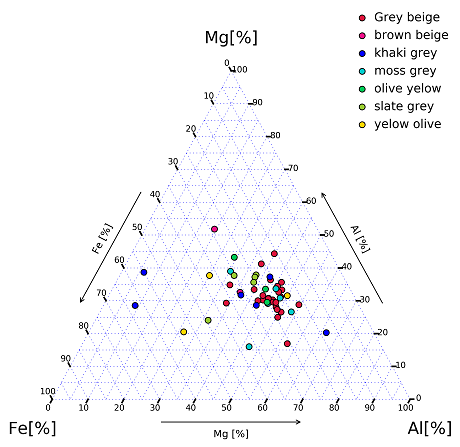 Grey beige
brown beige
khaki grey
moss grey
olive yelow
slate grey
yelow olive
Mg[%]
0 100
10 90
20 80
30 70
40 60
50 50
60 40
70 30
80 20
90 10
100 0
Fe [%]
Al [%]
0 10 20 30 40 50 60 70 80 90 100
Fe[%]
Mg [%]
Al[%]